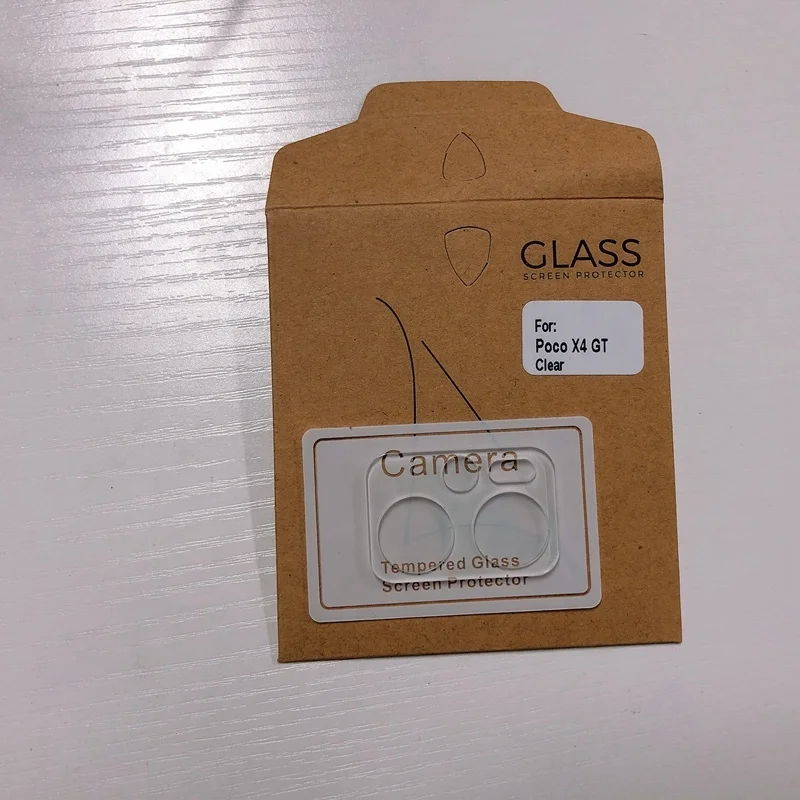 GLASS
SCREEN PROTECTOR
For:
Poco X4 GT
Clear
Camera
Tempered Glass
Screen Protector